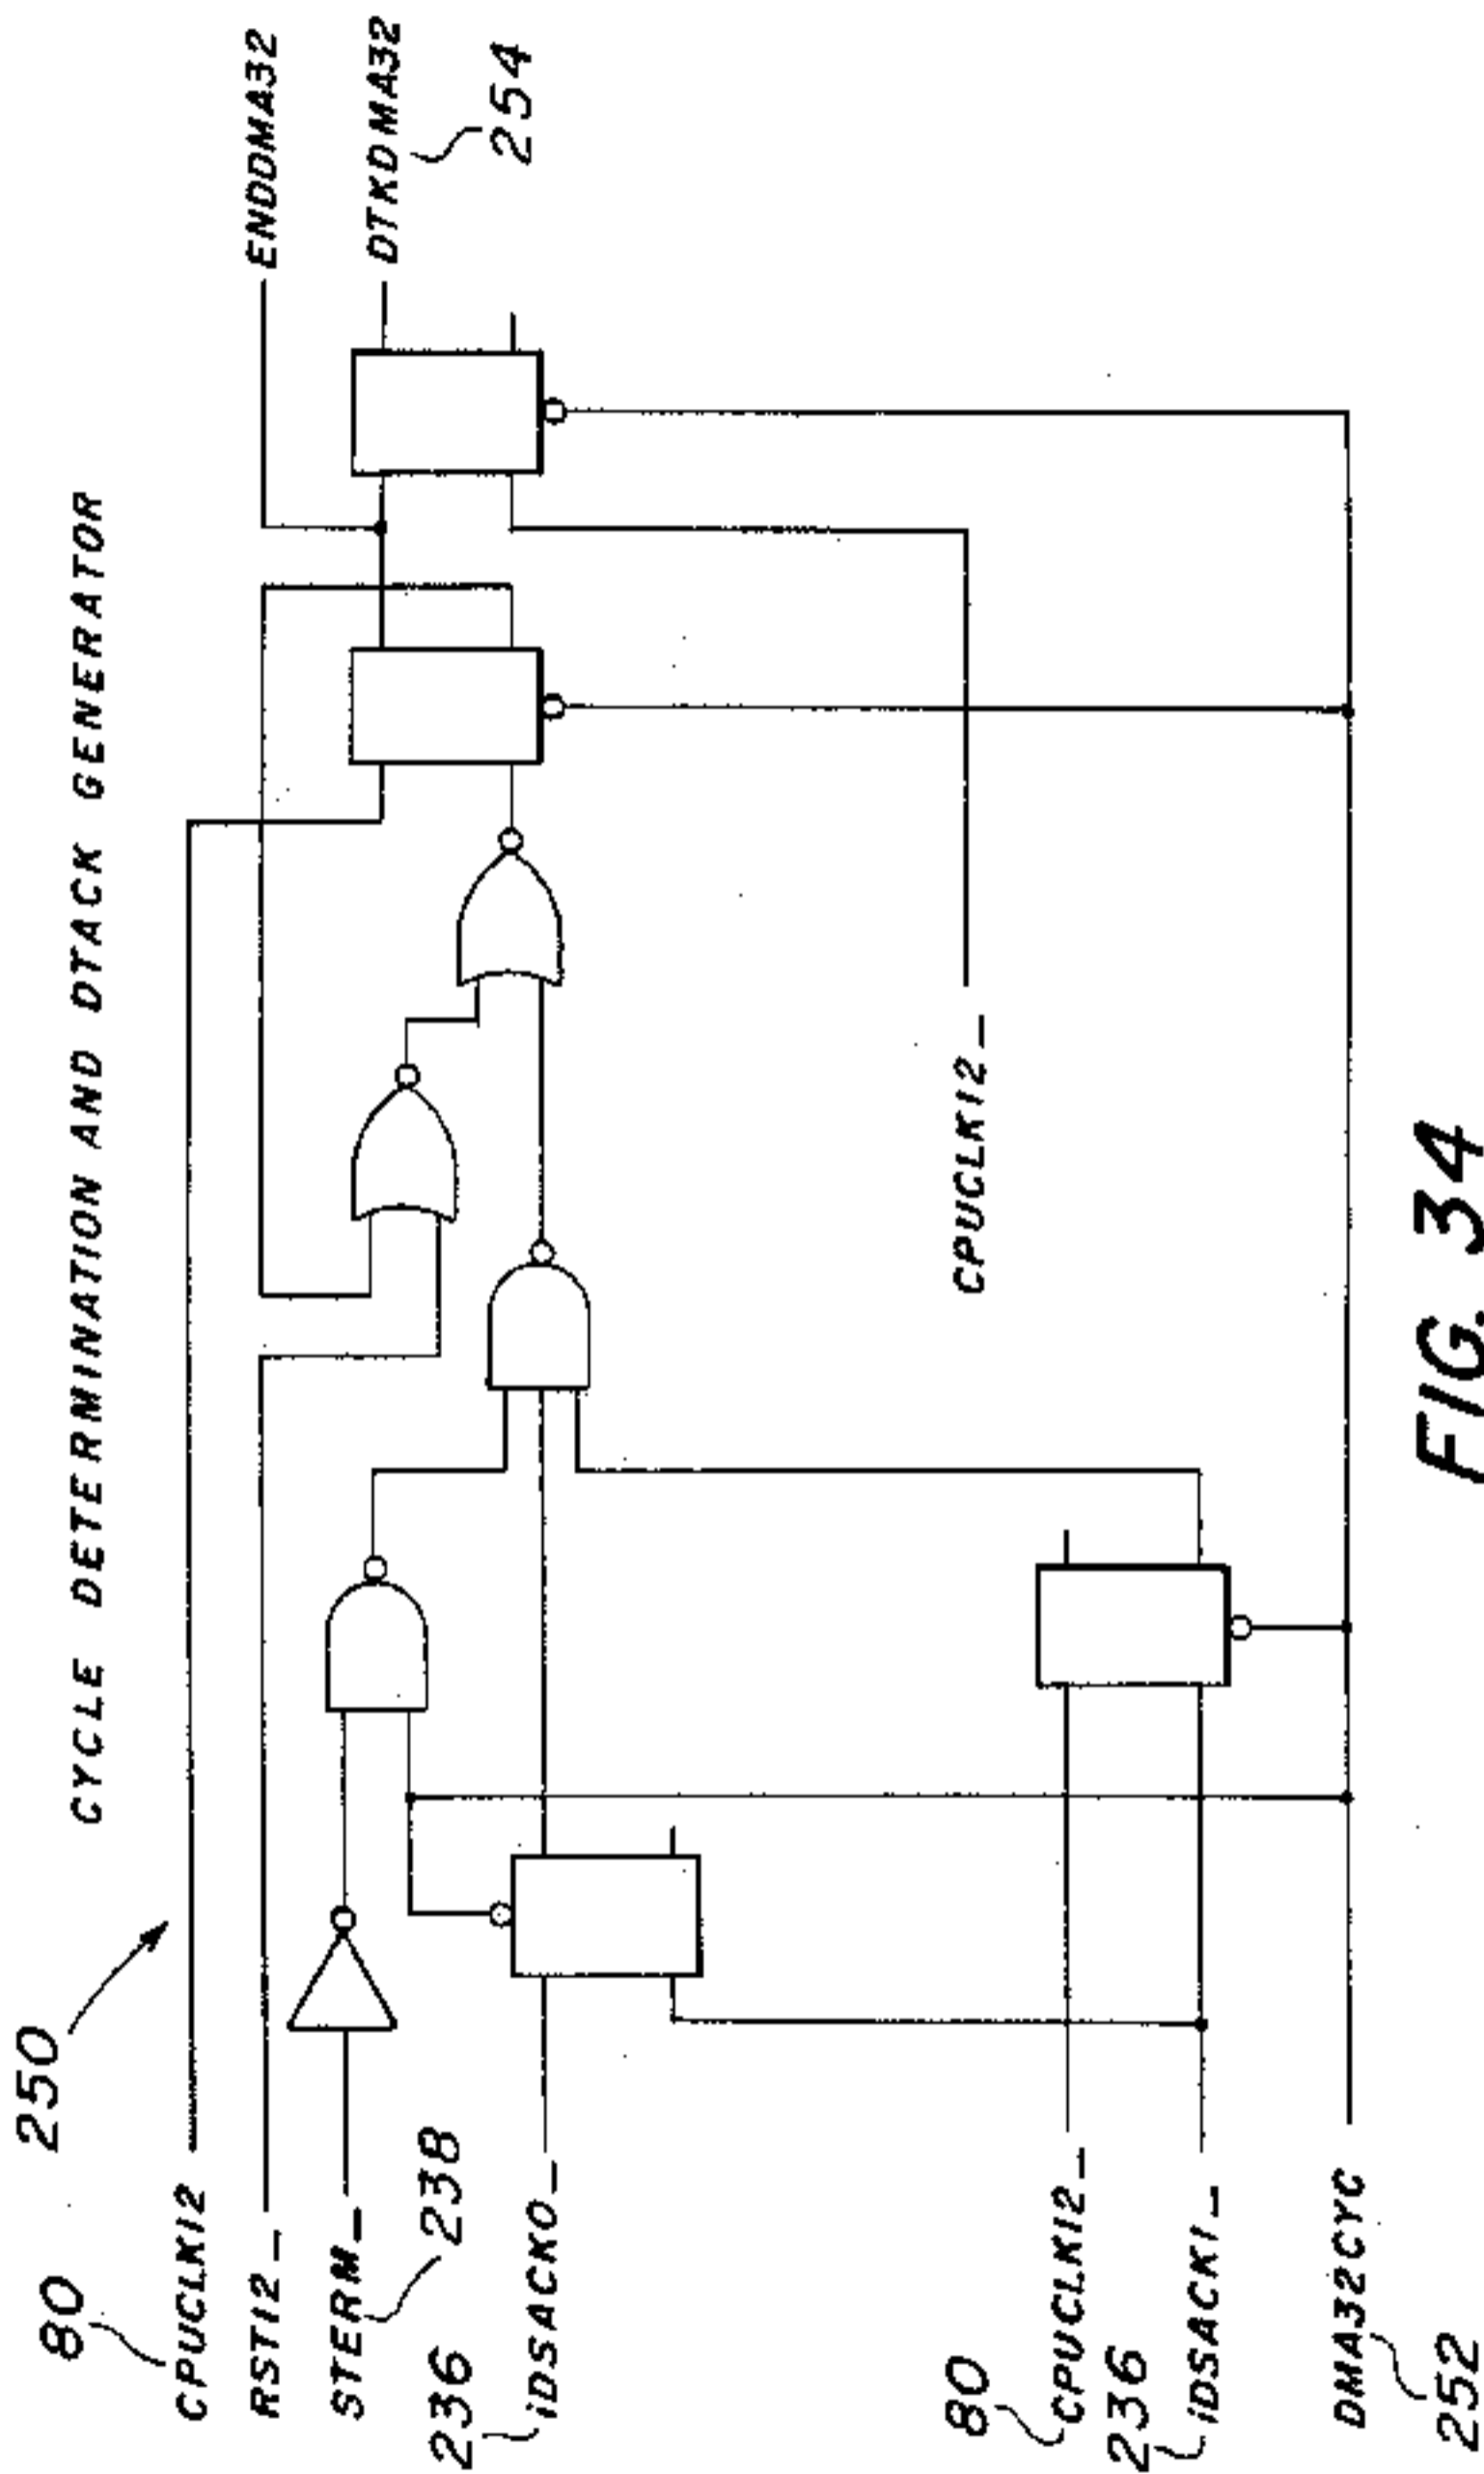 CYCLE DETERMINATION AND DTACK GENERATOR
250
80
CPUCLK12
RST12_
STERM_
238
236
iDSACK0_
80
CPUCLK12_
236
iDSACK1_
DMA32CYC
252
CPUCLK12_
ENDDMA32
DTKDMA32
254
FIG. 34